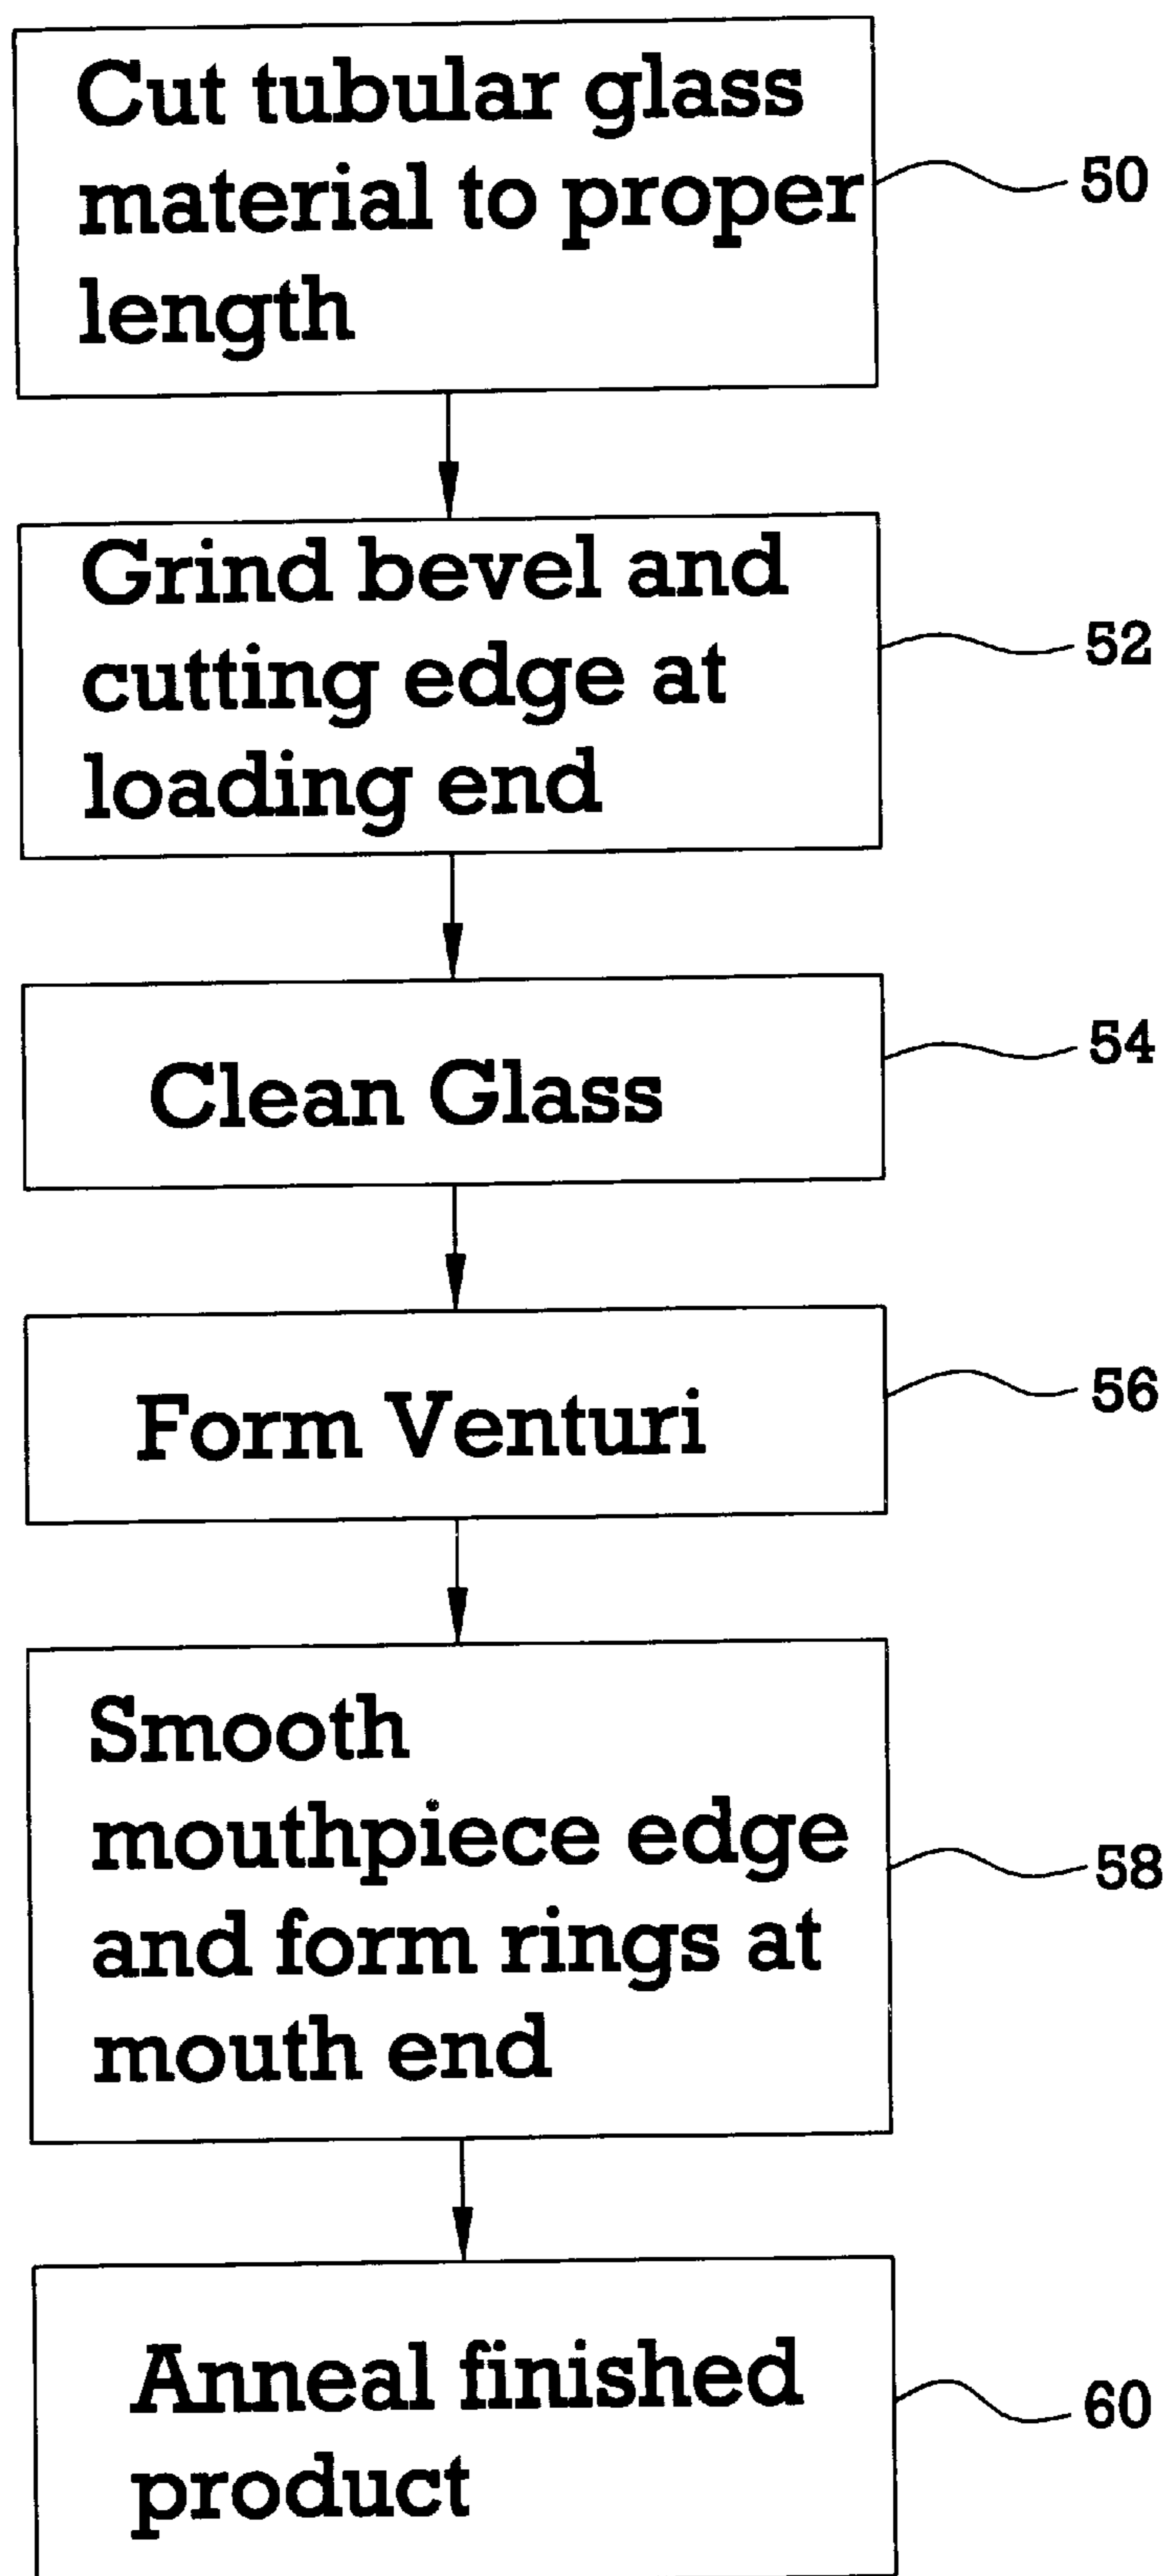 Cut tubular glass
material to proper
length
50
Grind bevel and
cutting edge at
loading end
52
Clean Glass
54
Form Venturi
56
Smooth
mouthpiece edge
and form rings at
mouth end
58
Anneal finished
product
60